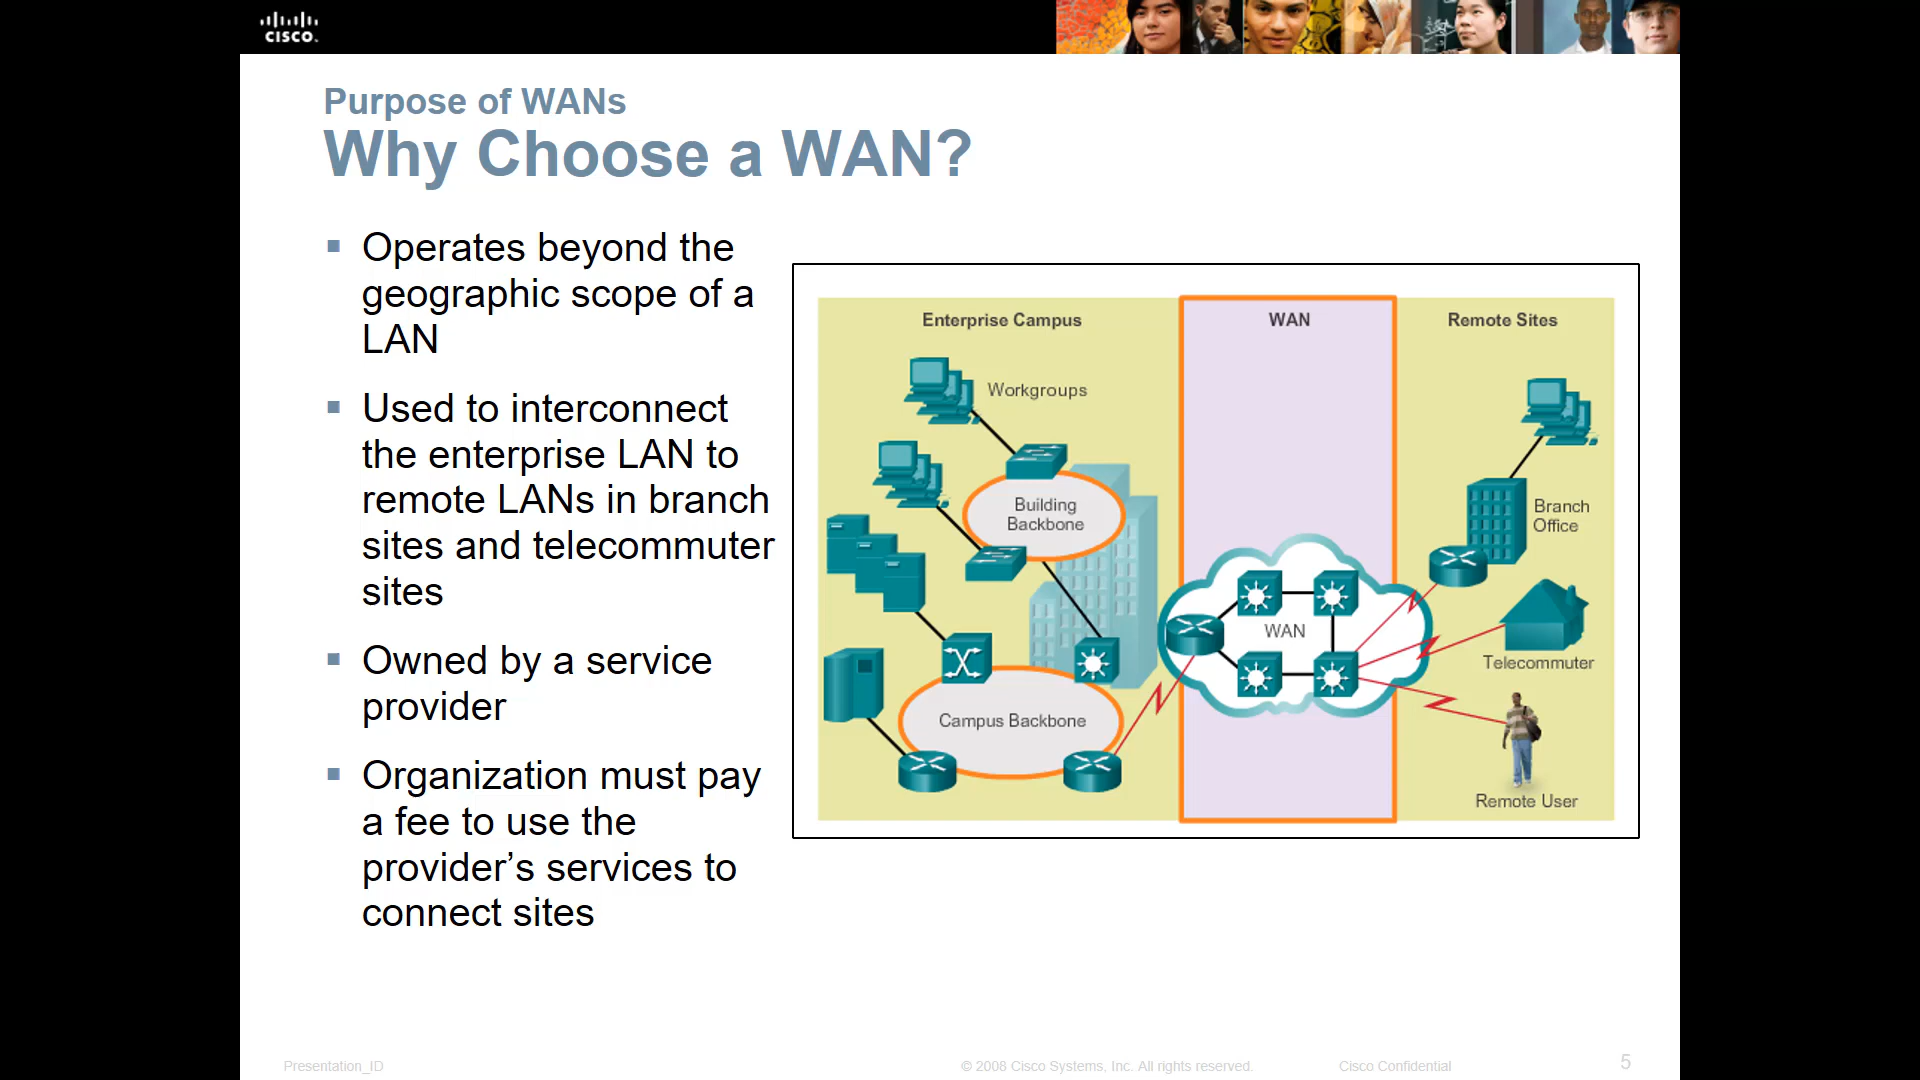 CISCO.
Purpose of WANs
Why Choose a WAN?
Operates beyond the
geographic scope of a
LAN
Used to interconnect
the enterprise LAN to
remote LANs in branch
sites and telecommuter
sites
Owned by a service
provider
Organization must pay
a fee to use the
provider’s services to
connect sites
Enterprise Campus
WAN
Remote Sites
Workgroups
Building
Backbone
Branch
Office
WAN
Telecommuter
Campus Backbone
Remote User
Presentation_ID
© 2008 Cisco Systems, Inc. All rights reserved.
Cisco Confidential
5